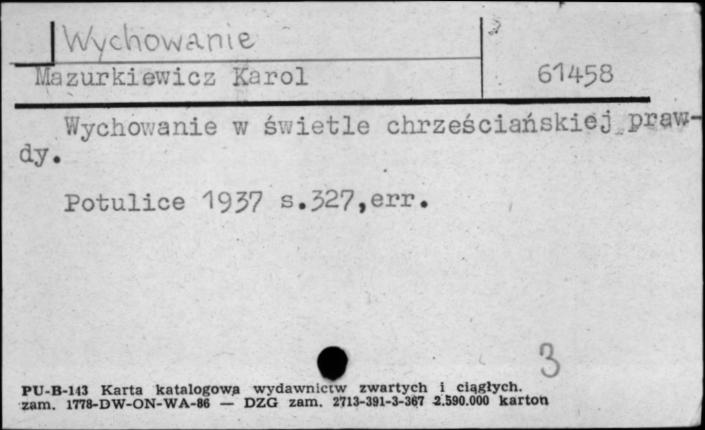 Wychowanie
Mazurkiewicz Karol 61458
Wychowanie w świetle chrześciańskiej praw-
dy.
Potulice 1937 s.327,err.
3
PU-B-143 Karta katalogowa wydawnictw zwartych i ciągłych.
zam. 1778-DW-ON-WA-86 — DZG zam. 2713-391-3-367 2.590.000 karton